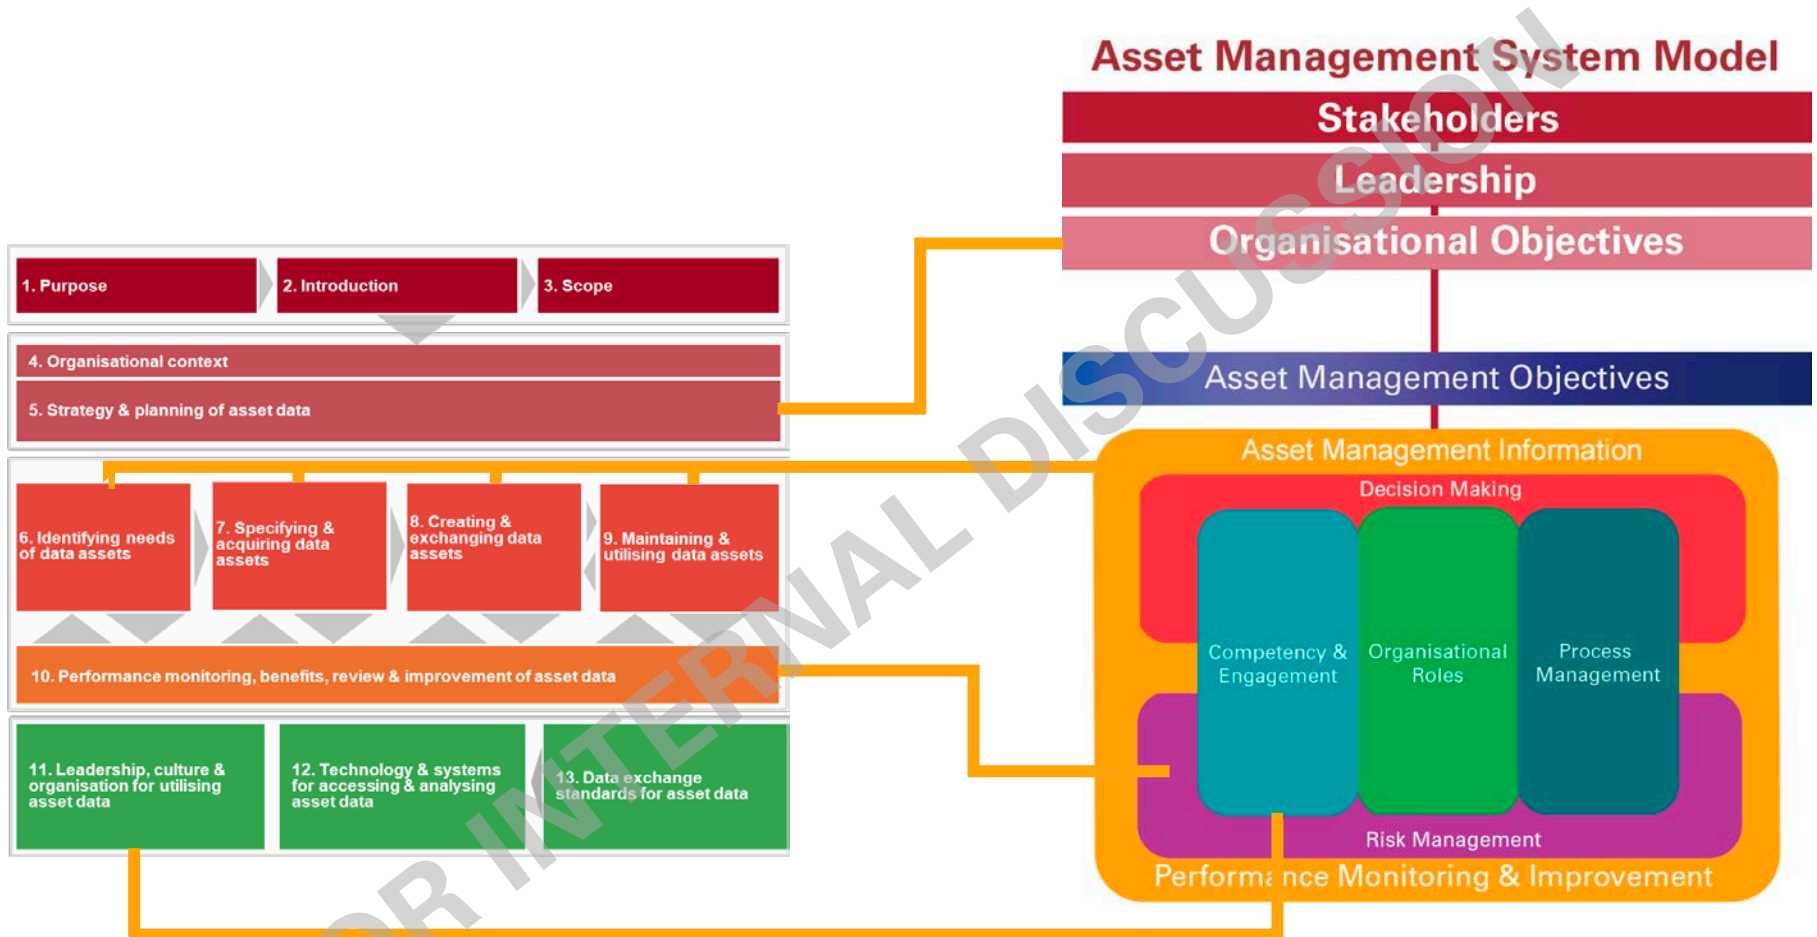 Asset Management System Model
Stakeholders
Leadership
Organisational Objectives
Asset Management Objectives
Asset Management Information
Decision Making
Competency &
Engagement
Organisational
Roles
Process
Management
Risk Management
Performance Monitoring & Improvement
1. Purpose
2. Introduction
3. Scope
4. Organisational context
5. Strategy & planning of asset data
6. Identifying needs
of data assets
7. Specifying &
acquiring data
assets
8. Creating &
exchanging data
assets
9. Maintaining &
utilising data assets
10. Performance monitoring, benefits, review & improvement of asset data
11. Leadership, culture &
organisation for utilising
asset data
12. Technology & systems
for accessing & analysing
asset data
13. Data exchange
standards for asset data
OR INTERNAL DISCUSSION